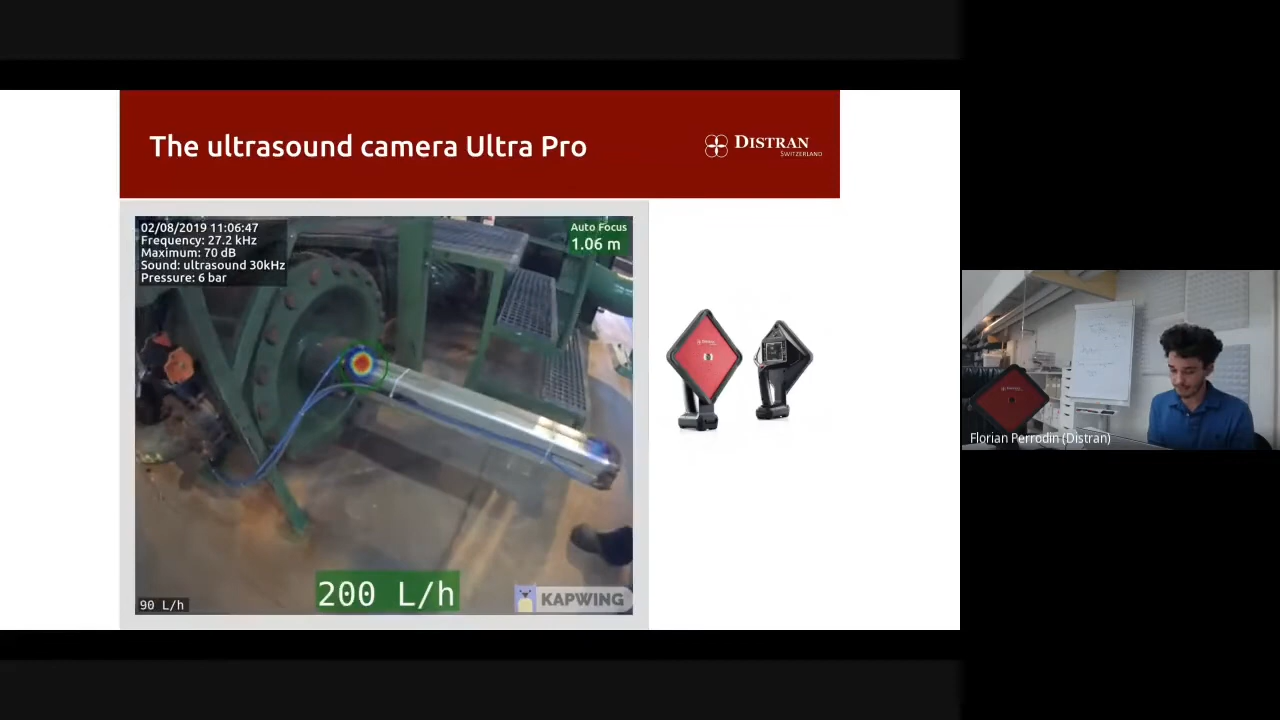 The ultrasound camera Ultra Pro
DISTRAN
SWITZERLAND
02/08/2019 11:06:47
Frequency: 27.2 kHz
Maximum: 70 dB
Sound: ultrasound 30kHz
Pressure: 6 bar
Auto Focus
1.06 m
200 L/h
90 L/h
KAPWING
Florian Perrodin (Distran)